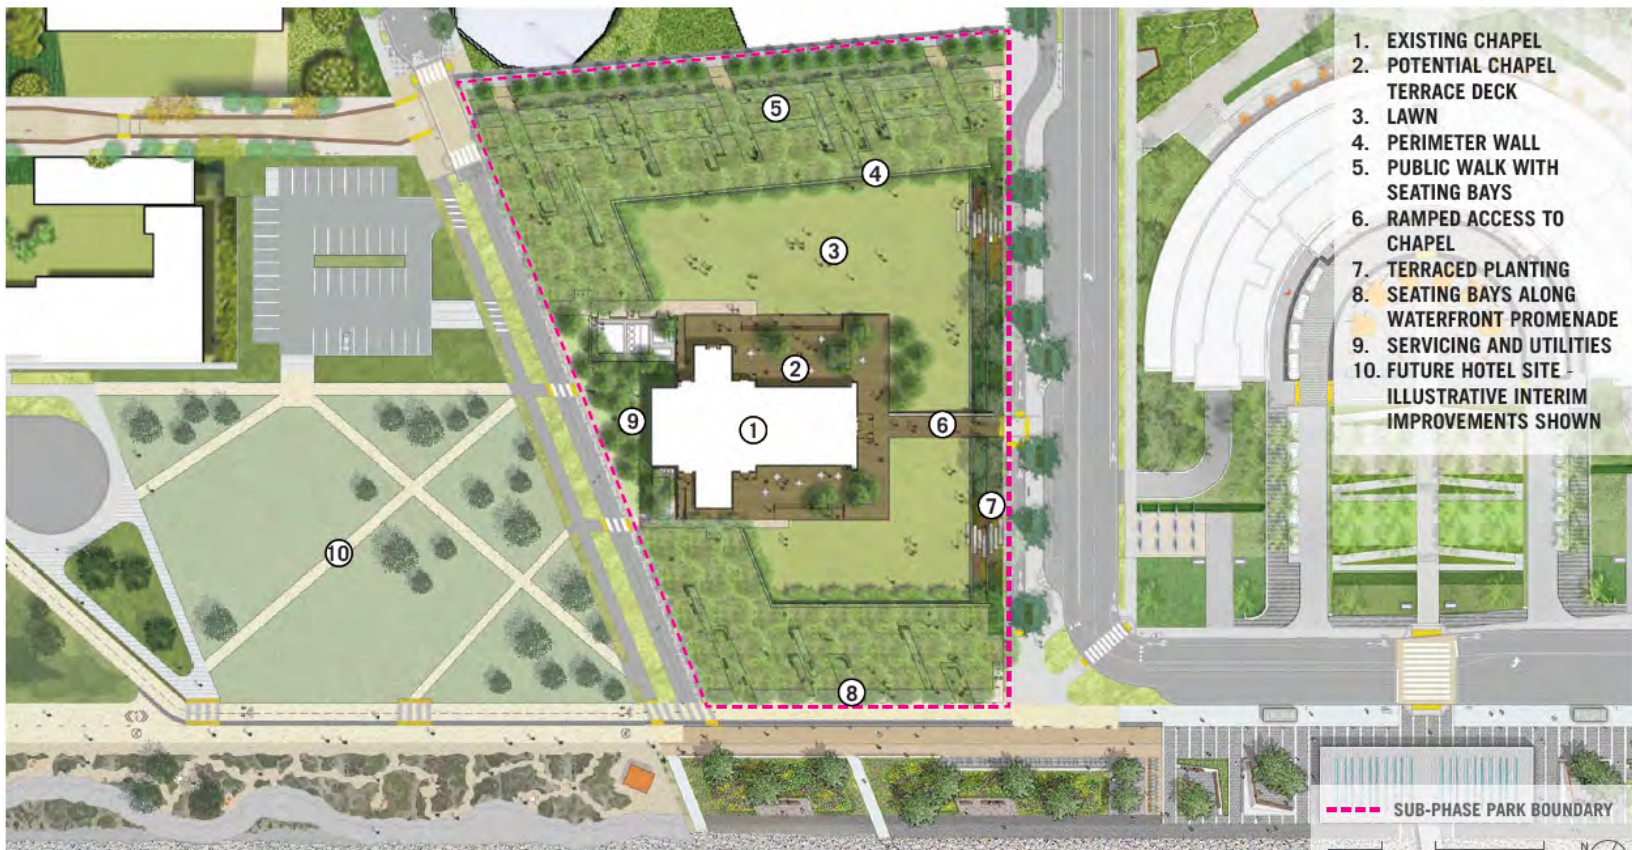 1. EXISTING CHAPEL
2. POTENTIAL CHAPEL
TERRACE DECK
3. LAWN
4. PERIMETER WALL
5. PUBLIC WALK WITH
SEATING BAYS
6. RAMPED ACCESS TO
CHAPEL
7. TERRACED PLANTING
8. SEATING BAYS ALONG
WATERFRONT PROMENADE
9. SERVICING AND UTILITIES
10. FUTURE HOTEL SITE -
ILLUSTRATIVE INTERIM
IMPROVEMENTS SHOWN
5
4
3
2
9
1
6
7
10
8
SUB-PHASE PARK BOUNDARY
N